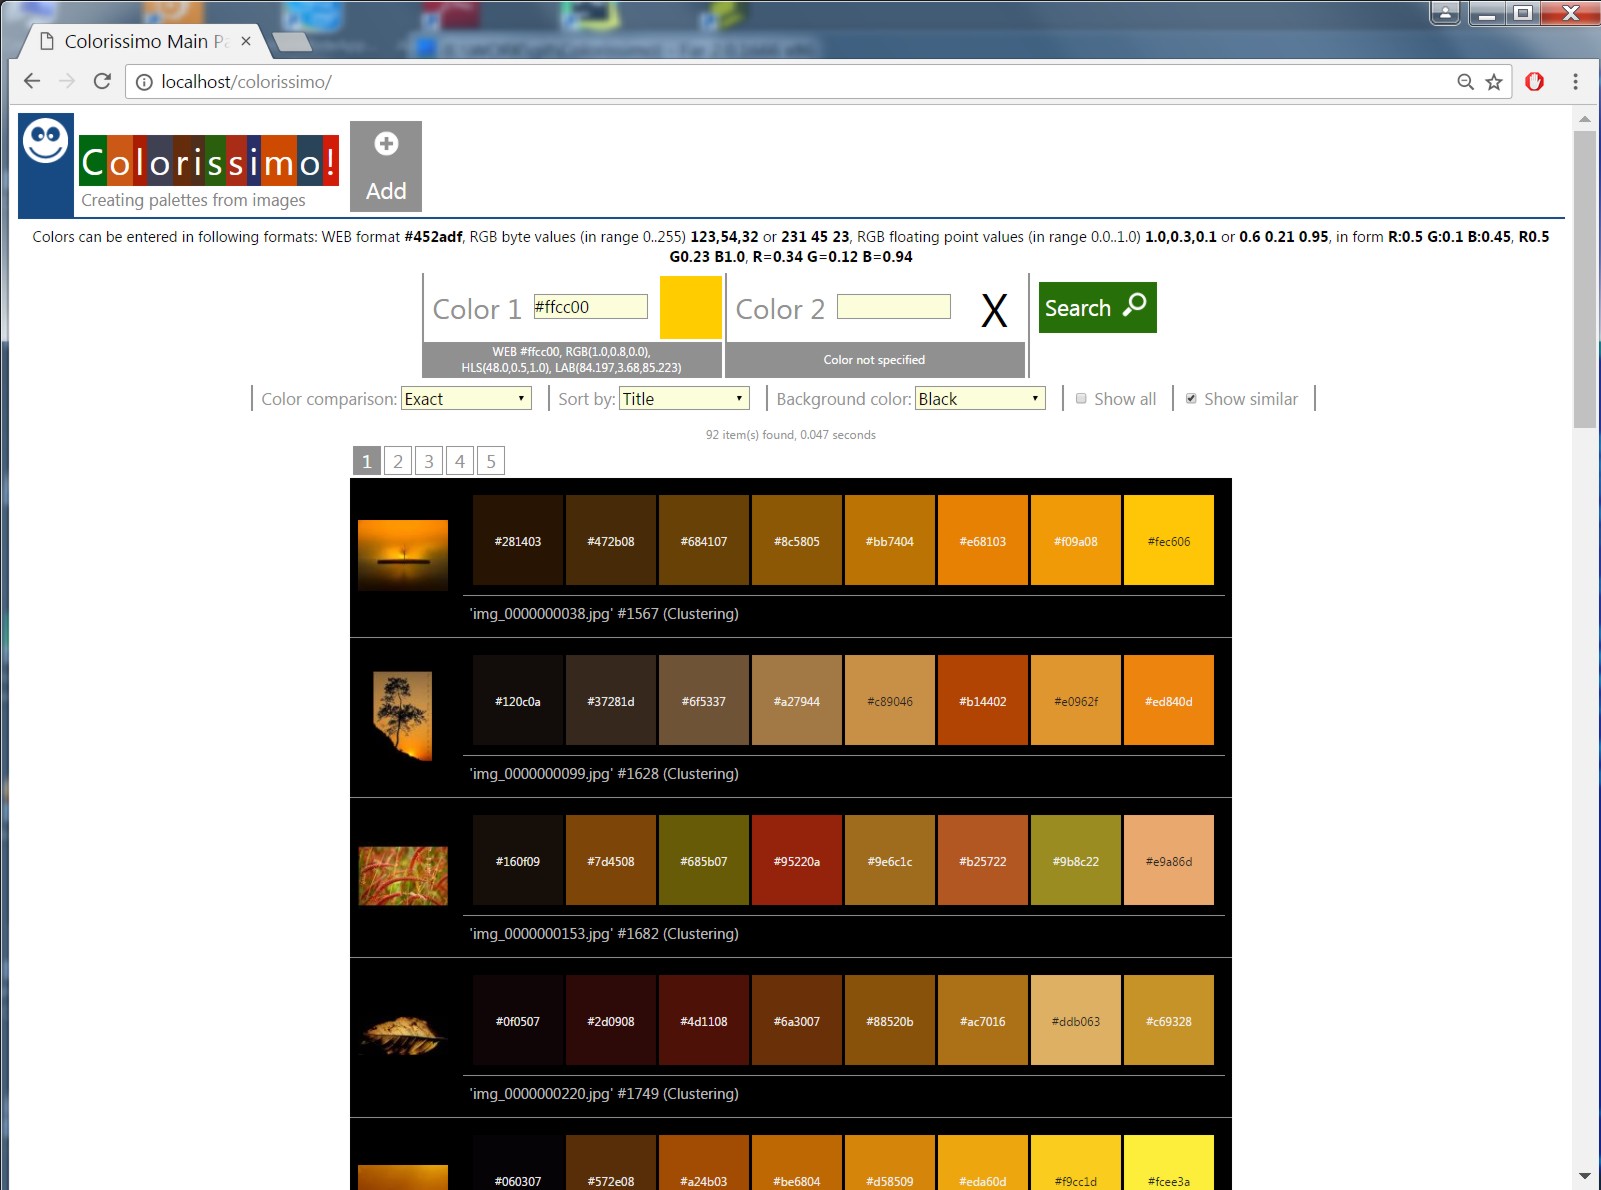 Colorissimo Main Pa
localhost/colorissimo/
Colorissimo!
Creating palettes from images
Add
Colors can be entered in following formats: WEB format #452adf, RGB byte values (in range 0..255) 123,54,32 or 231 45 23, RGB floating point values (in range 0.0..1.0) 1.0,0.3,0.1 or 0.6 0.21 0.95, in form R:0.5 G:0.1 B:0.45, R0.5
G0.23 B1.0, R=0.34 G=0.12 B=0.94
Color 1 #ffcc00 Color 2 X Search
WEB #ffcc00, RGB(1.0,0.8,0.0),
HLS(48.0,0.5,1.0), LAB(84.197,3.68,85.223)
Color not specified
Color comparison: Exact Sort by: Title Background color: Black Show all Show similar
92 item(s) found, 0.047 seconds
1 2 3 4 5
#281403 #472b08 #684107 #8c5805 #bb7404 #e68103 #f09a08 #fec606
'img_0000000038.jpg' #1567 (Clustering)
#120c0a #37281d #6f5337 #a27944 #c89046 #b14402 #e0962f #ed840d
'img_0000000099.jpg' #1628 (Clustering)
#160f09 #7d4508 #685b07 #95220a #9e6c1c #b25722 #9b8c22 #e9a86d
'img_0000000153.jpg' #1682 (Clustering)
#0f0507 #2d0908 #4d1108 #6a3007 #88520b #ac7016 #ddb063 #c69328
'img_0000000220.jpg' #1749 (Clustering)
#060307 #572e08 #a24b03 #be6804 #d58509 #eda60d #f9cc1d #fcee3a